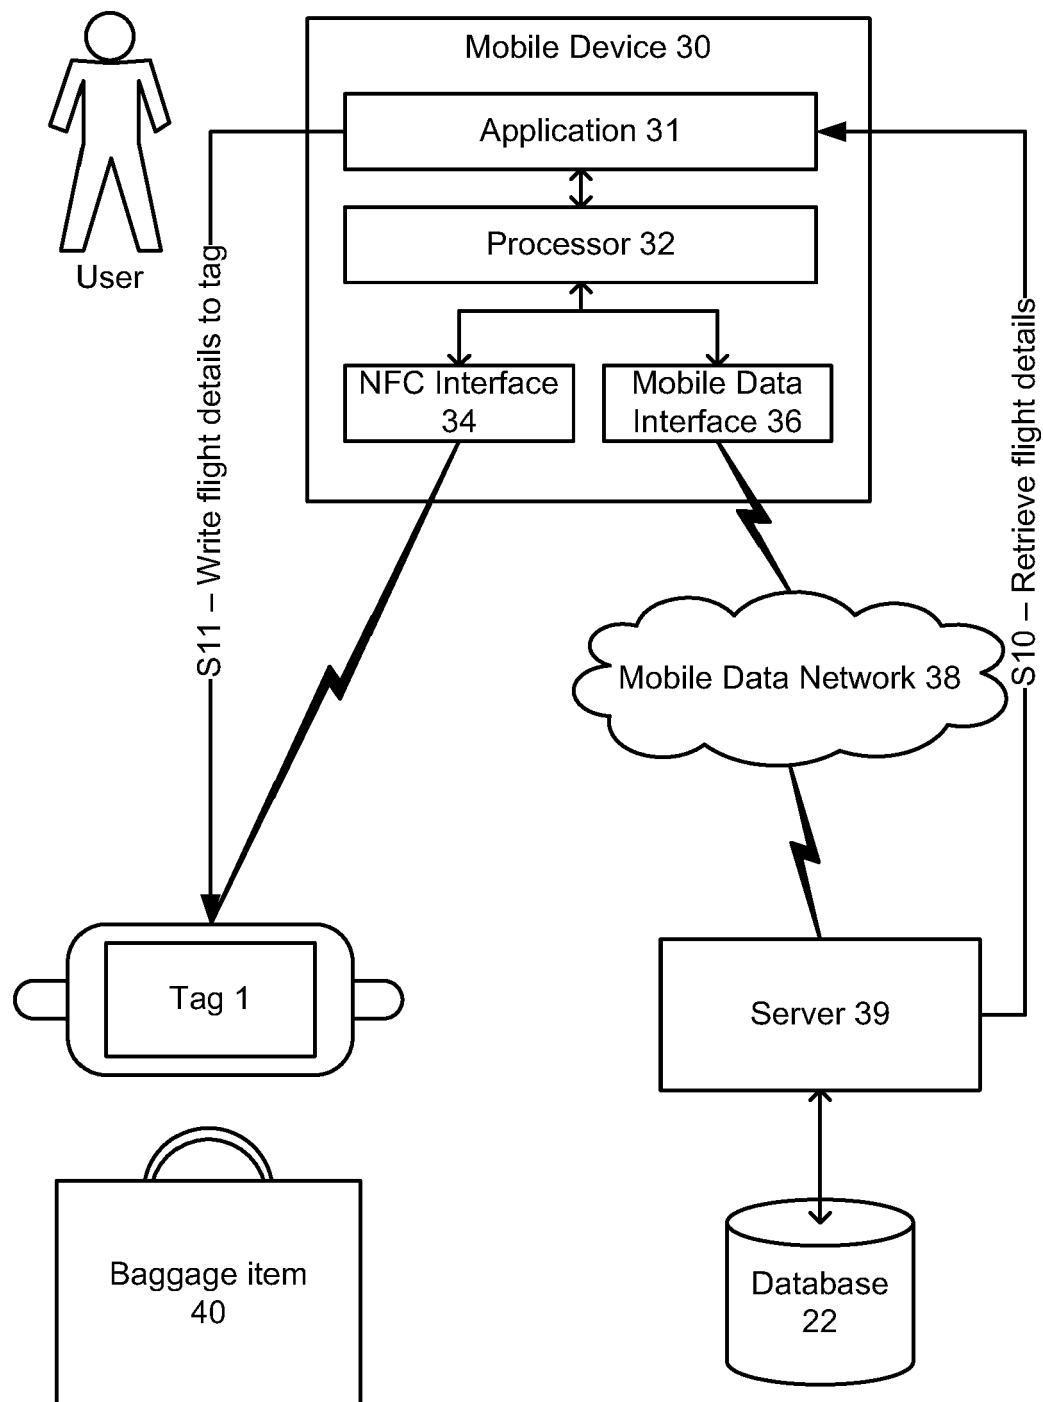 Mobile Device 30
Application 31
Processor 32
User
NFC Interface
34
Mobile Data
Interface 36
S11 – Write flight details to tag
S10 – Retrieve flight details
Mobile Data Network 38
Tag 1
Server 39
Baggage item
40
Database
22